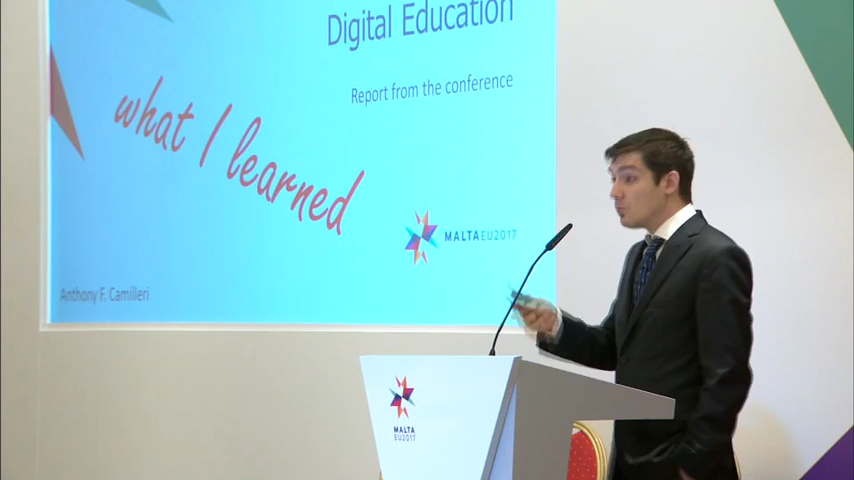 Digital Education
Report from the conference
what I learned
MALTAEU2017
Anthony F. Camilleri
MALTA
EU2017